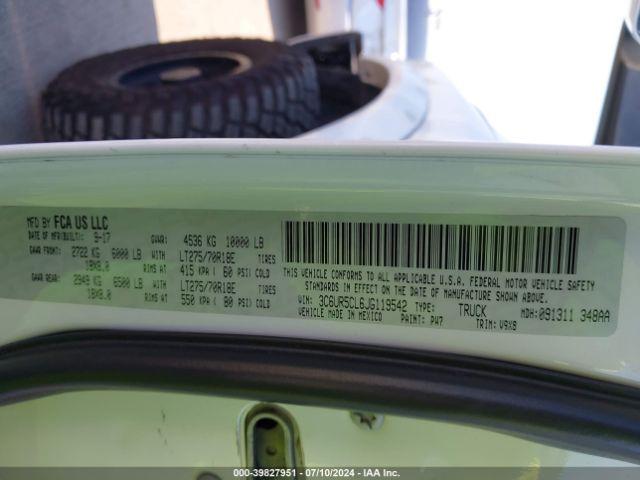 MFD BY FCA US LLC
DATE OF MFR(BUILT): 9-17 GVWR: 4536 KG 10000 LB
GAWR FRONT: 2722 KG 6000 LB WITH LT275/70R18E TIRES
18X8.0 RIMS AT 415 KPA ( 60 PSI) COLD
GAWR REAR: 2949 KG 6500 LB WITH LT275/70R18E TIRES
18X8.0 RIMS AT 550 KPA ( 80 PSI) COLD
THIS VEHICLE CONFORMS TO ALL APPLICABLE U.S.A. FEDERAL MOTOR VEHICLE SAFETY
STANDARDS IN EFFECT ON THE DATE OF MANUFACTURE SHOWN ABOVE
VIN: 3C6UR5CL6JG119542 TYPE: TRUCK MDH: 091311 348AA
VEHICLE MADE IN MEXICO PAINT: PW7 TRIM: V9X8
000-39827951 | 07/10/2024 | IAA Inc.